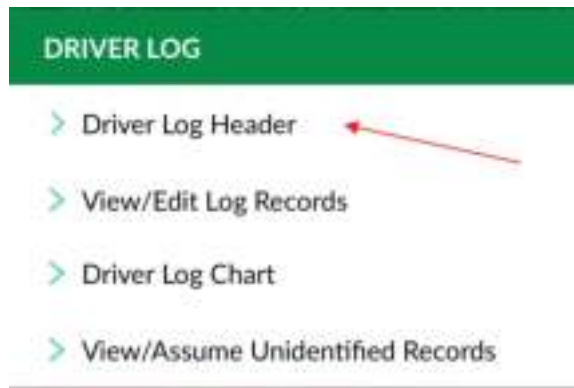 DRIVER LOG
Driver Log Header
View/Edit Log Records
Driver Log Chart
View/Assume Unidentified Records